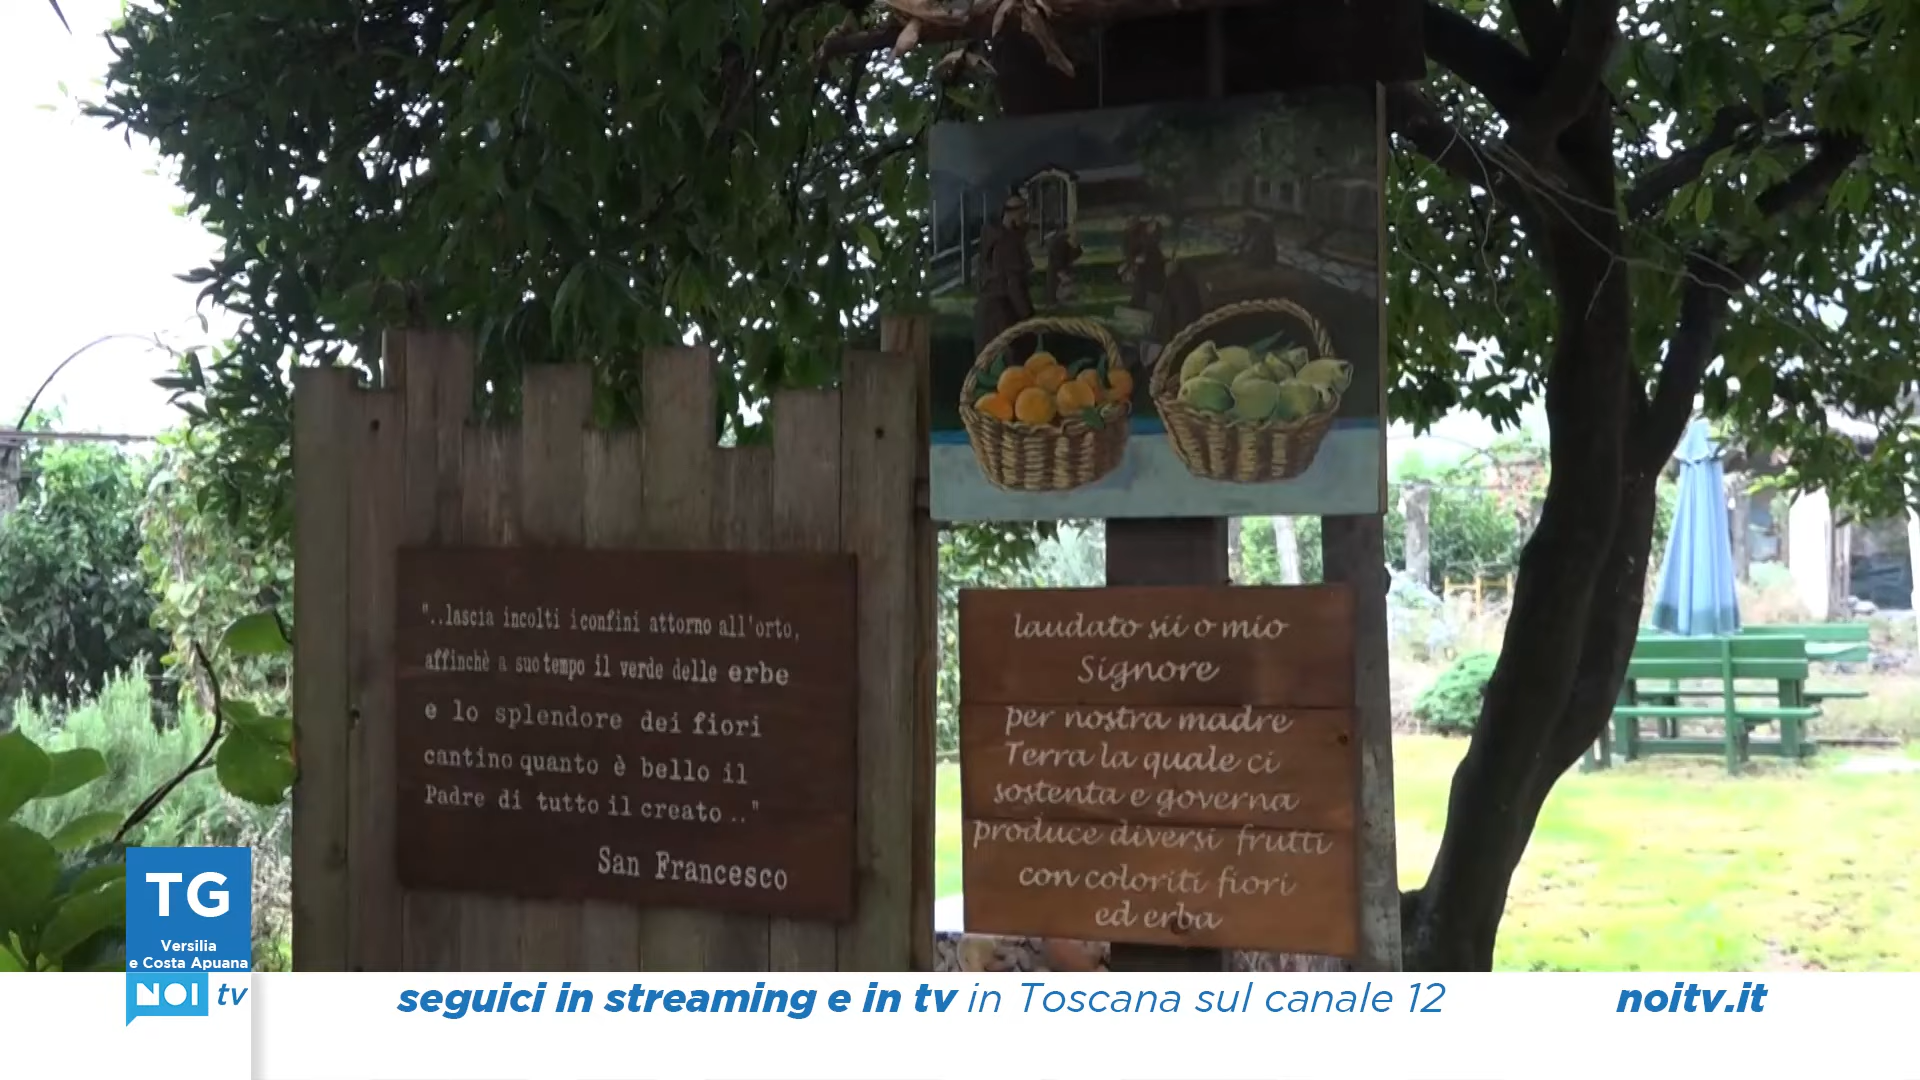 "..lascia incolti i confini attorno all'orto,
affinchè a suo tempo il verde delle erbe
e lo splendore dei fiori
cantino quanto è bello il
Padre di tutto il creato .."
San Francesco
laudato sii o mio
Signore
per nostra madre
Terra la quale ci
sostenta e governa
produce diversi frutti
con coloriti fiori
ed erba
TG
Versilia
e Costa Apuana
NOI tv
seguici in streaming e in tv in Toscana sul canale 12
noitv.it